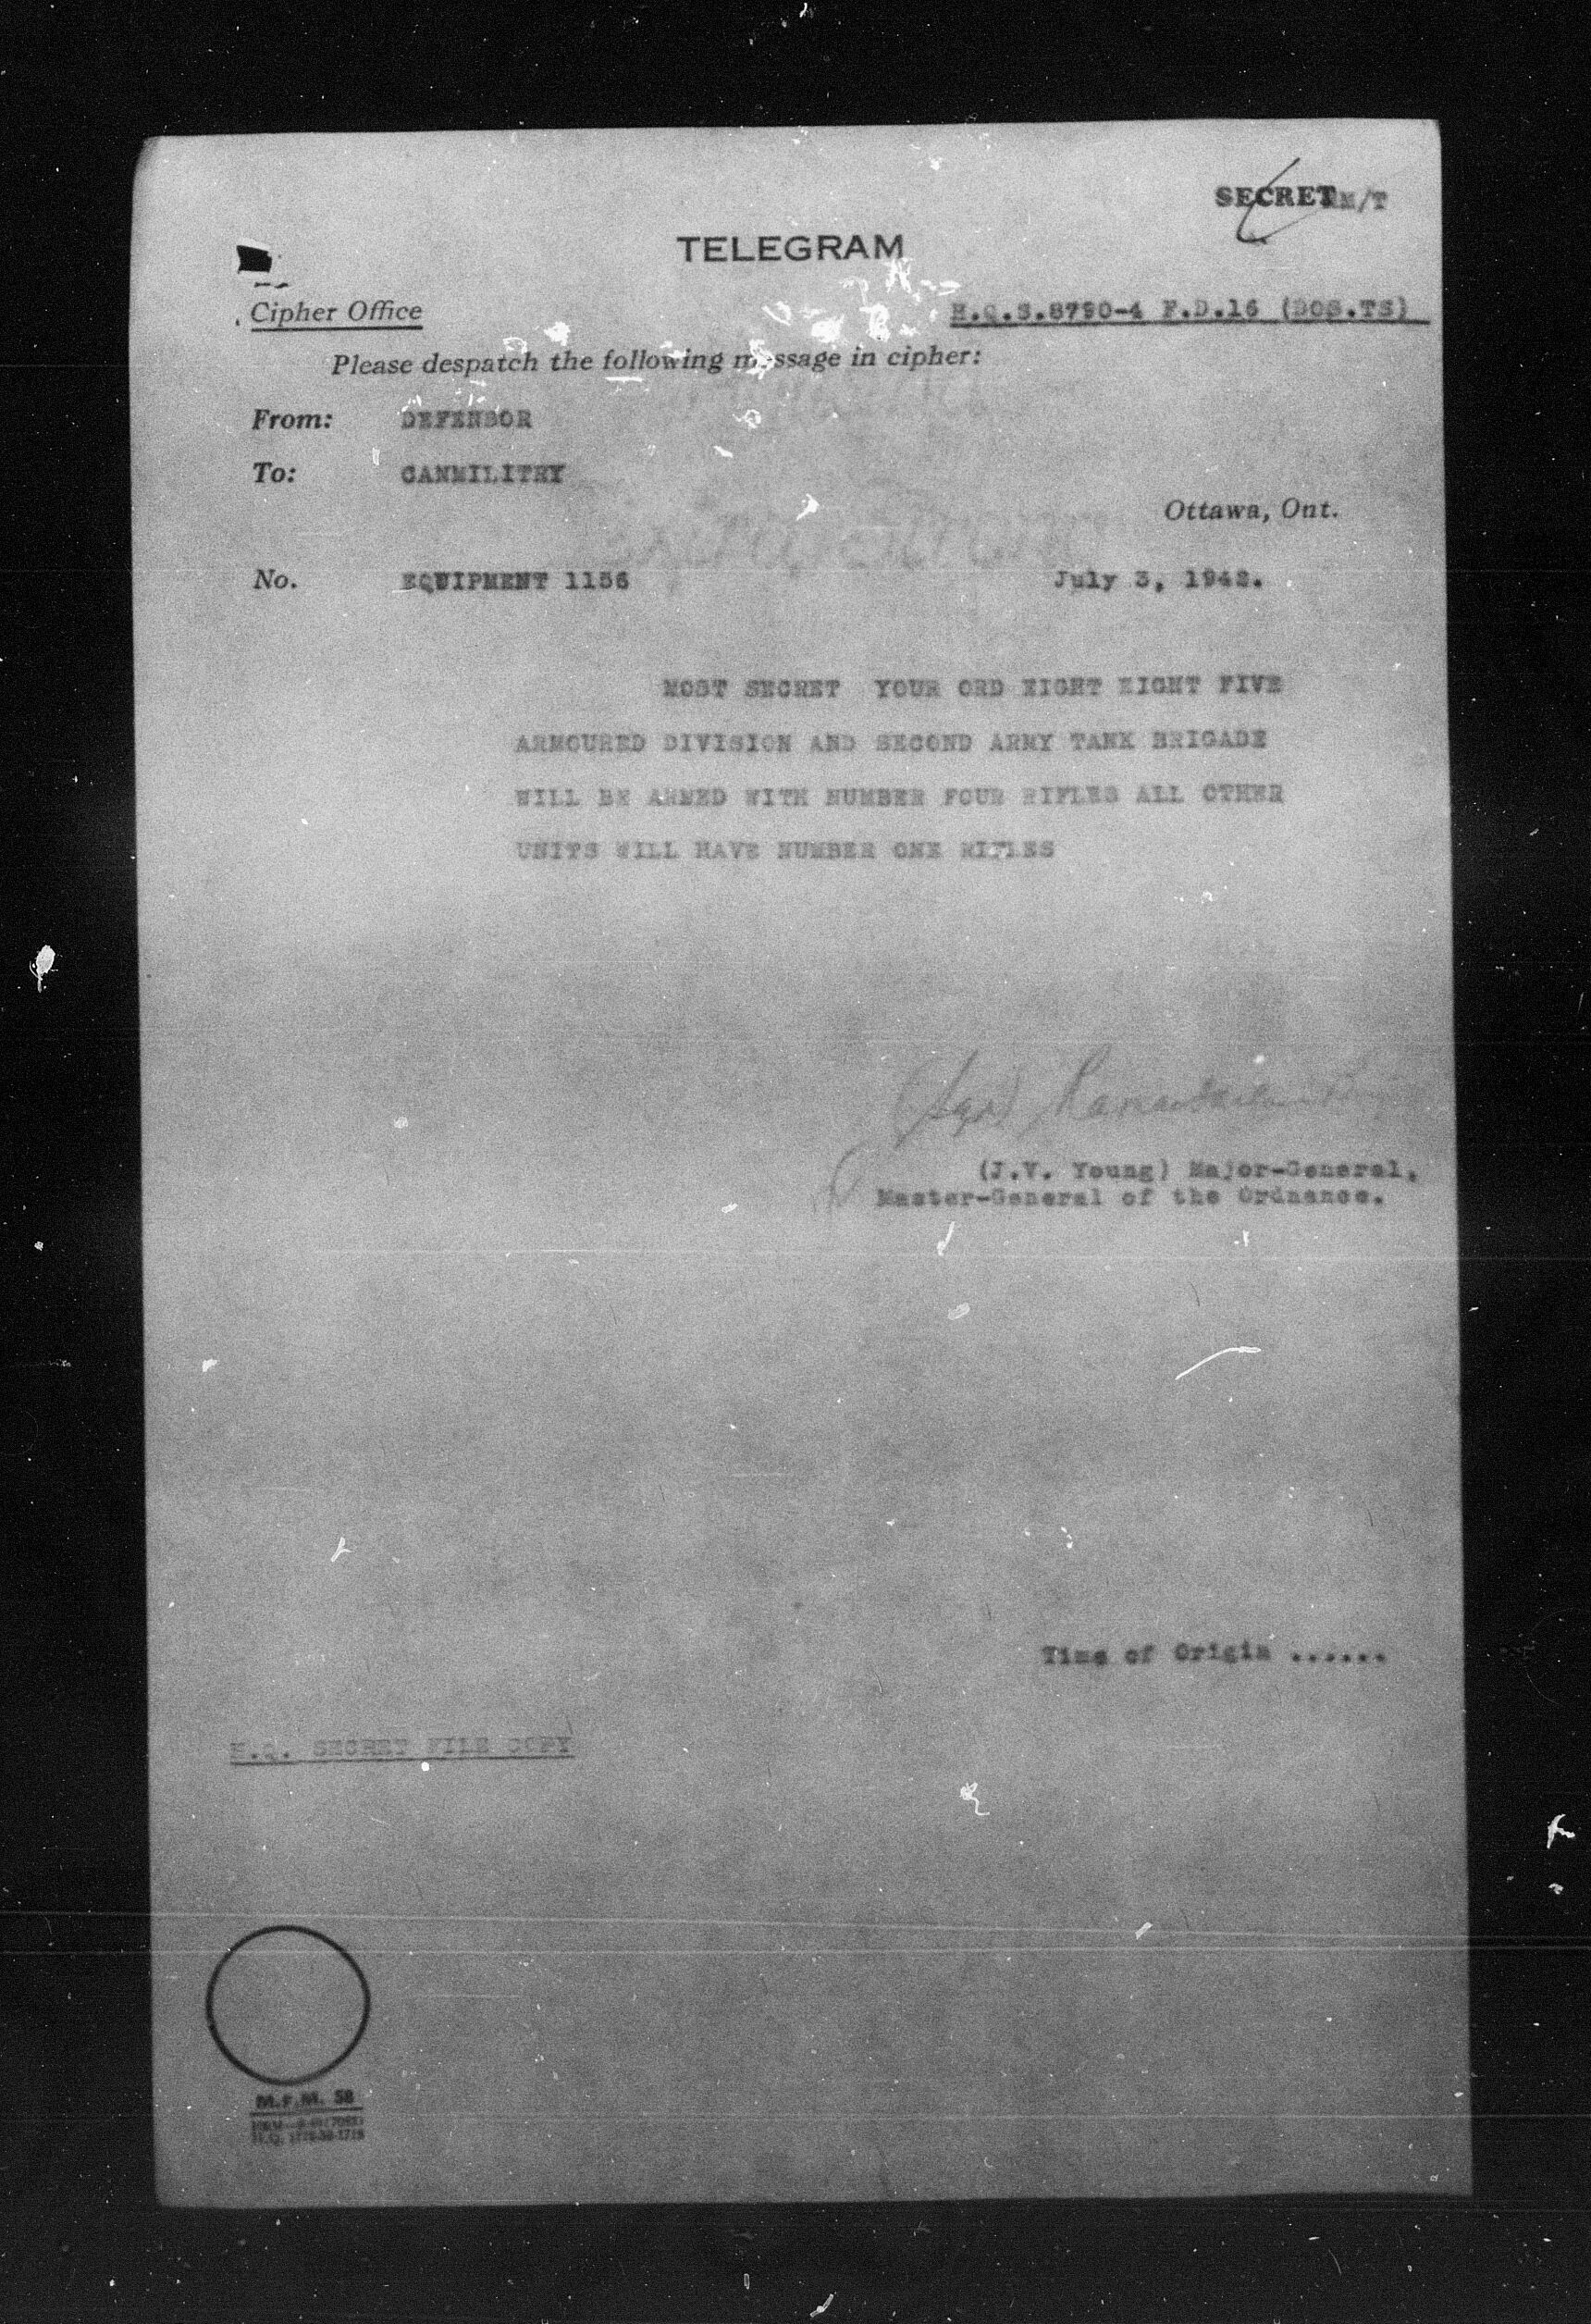 SECRET M/T
TELEGRAM
Cipher Office
H.Q.S.8790-4 F.D.16 (DOS.TS)
Please despatch the following message in cipher:
From: DEFENSOR
To: CANMILITRY
Ottawa, Ont.
No. EQUIPMENT 1156
July 3, 1942.
MOST SECRET YOUR ORD EIGHT EIGHT FIVE
ARMOURED DIVISION AND SECOND ARMY TANK BRIGADE
WILL BE ARMED WITH NUMBER FOUR RIFLES ALL OTHER
UNITS WILL HAVE NUMBER ONE RIFLES
(Sgd)
(J.V. Young) Major-General,
Master-General of the Ordnance.
Time of Origin ......
H.Q. SECRET FILE COPY
M.F.M. 58